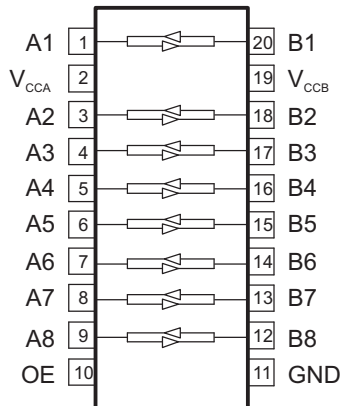 A1 1 20 B1
VCCA 2 19 VCCB
A2 3 18 B2
A3 4 17 B3
A4 5 16 B4
A5 6 15 B5
A6 7 14 B6
A7 8 13 B7
A8 9 12 B8
OE 10 11 GND